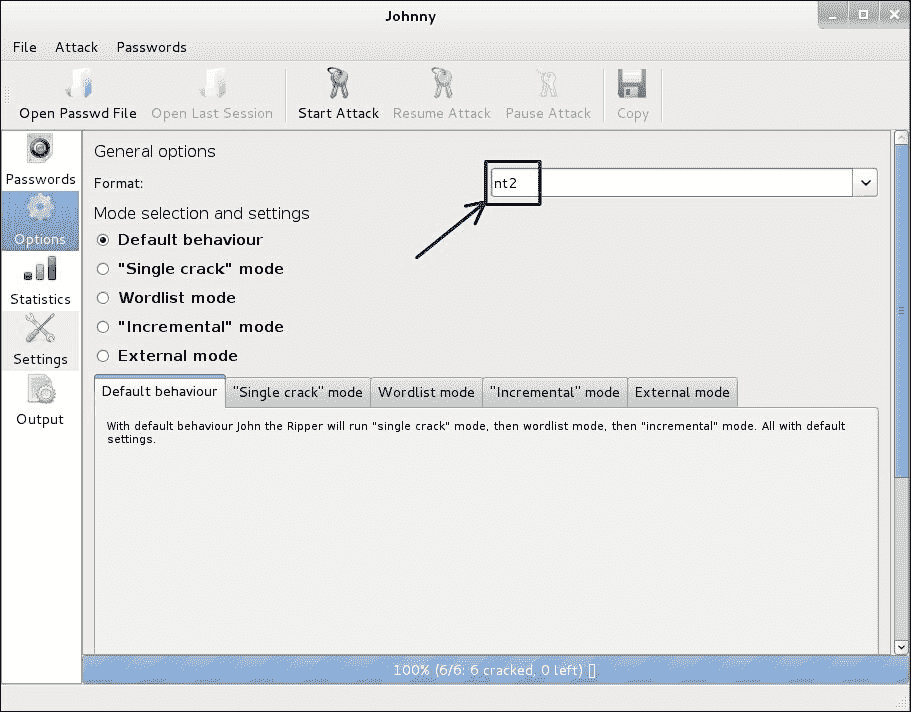 Johnny
File Attack Passwords
Open Passwd File Open Last Session Start Attack Resume Attack Pause Attack Copy
Passwords
Options
Statistics
Settings
Output
General options
Format: nt2
Mode selection and settings
Default behaviour
"Single crack" mode
Wordlist mode
"Incremental" mode
External mode
Default behaviour "Single crack" mode Wordlist mode "Incremental" mode External mode
With default behaviour John the Ripper will run "single crack" mode, then wordlist mode, then "incremental" mode. All with default
settings.
100% (6/6: 6 cracked, 0 left) []